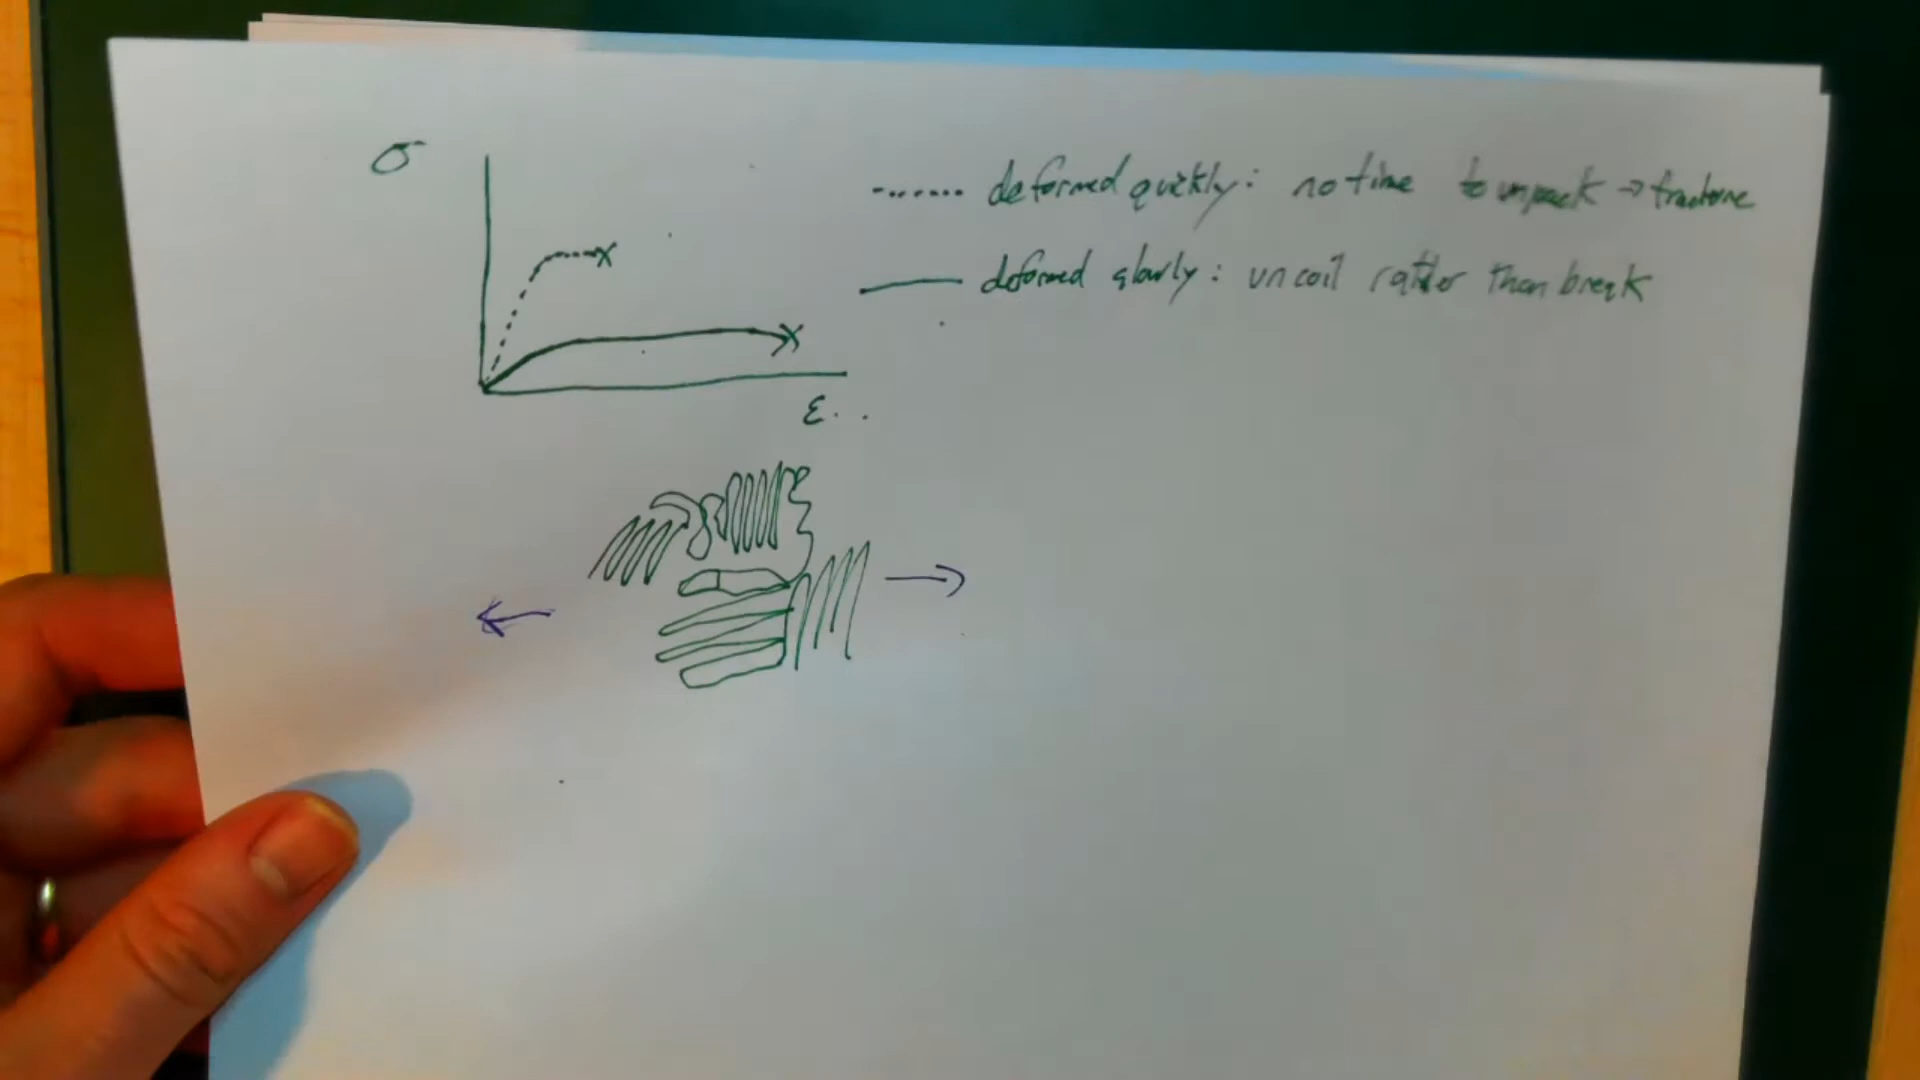 σ
deformed quickly: no time to unpack → fracture
deformed slowly: uncoil rather than break
x
x
ε